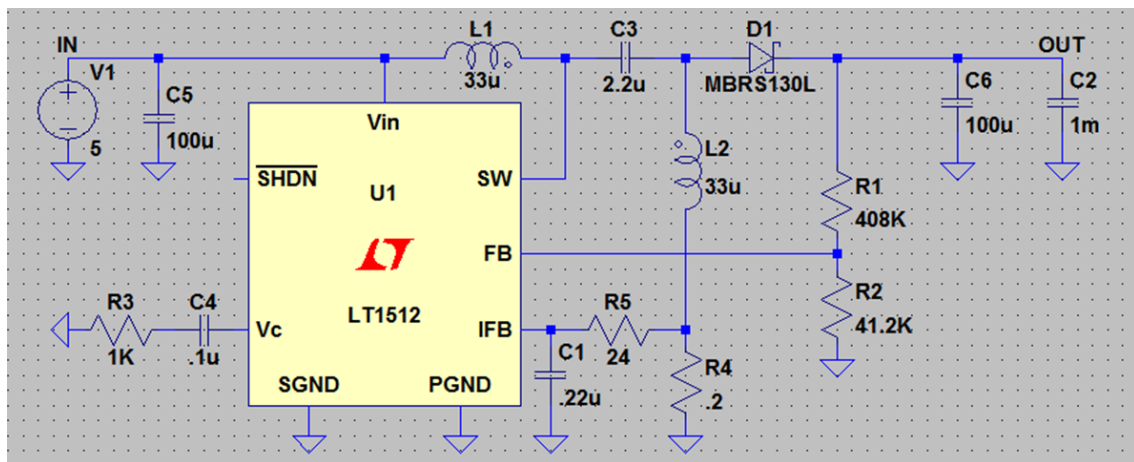 IN
V1
5
C5
100u
L1
33u
C3
2.2u
D1
MBRS130L
OUT
C6
100u
C2
1m
Vin
SHDN
U1
SW
L2
33u
R1
408K
FB
R2
41.2K
LT1512
R3
1K
C4
.1u
Vc
IFB
R5
24
C1
.22u
R4
.2
SGND
PGND